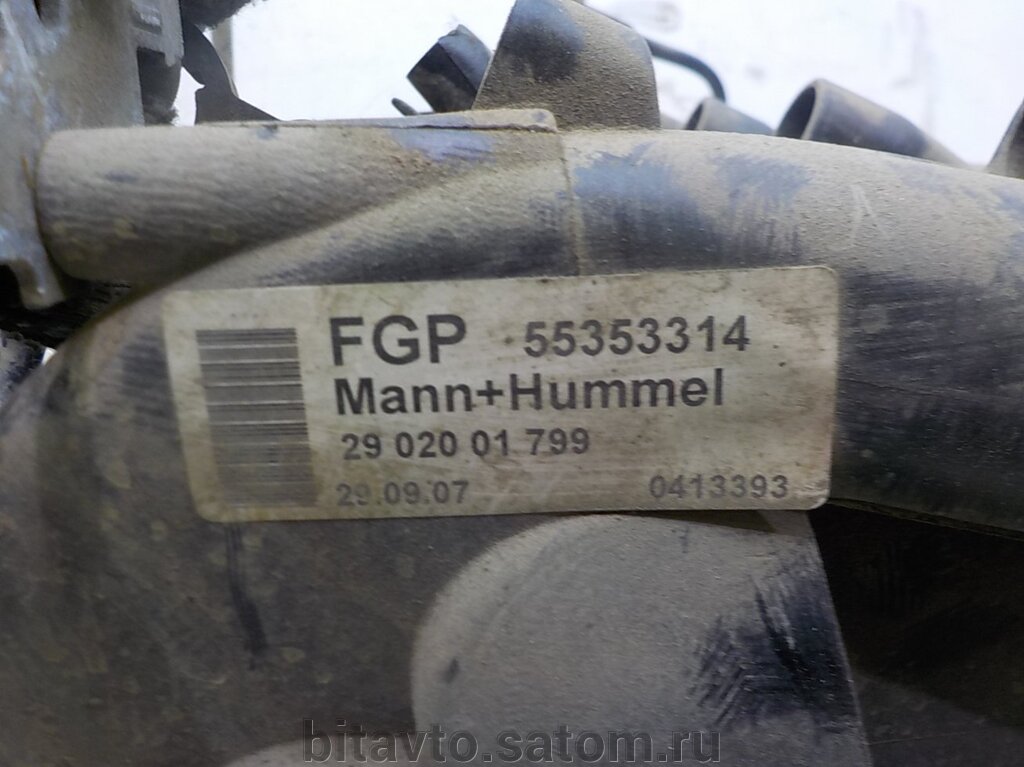 FGP 55353314
Mann+Hummel
29 020 01 799
29.09.07 0413393
bitavto.satom.ru